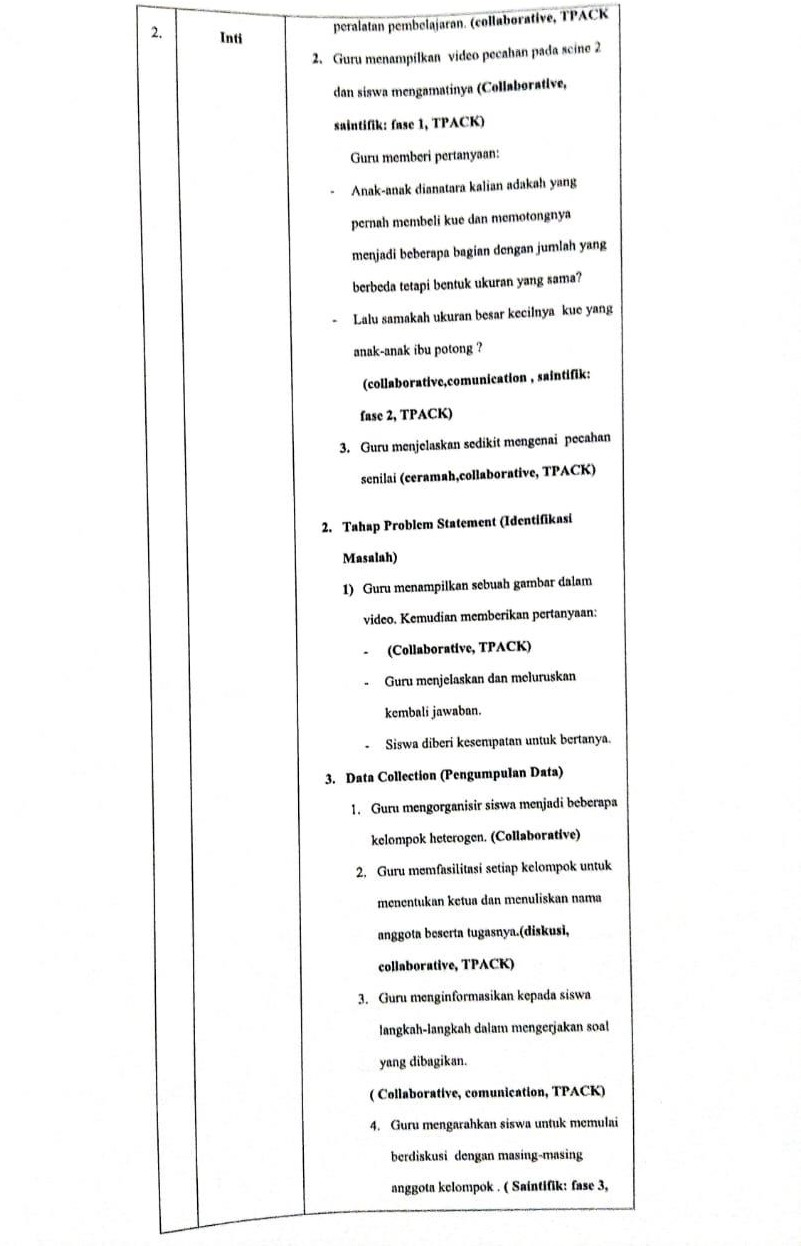 peralatan pembelajaran. (collaborative, TPACK
2. Inti
2. Guru menampilkan video pecahan pada scine 2
dan siswa mengamatinya (Collaborative,
saintifik: fase 1, TPACK)
Guru memberi pertanyaan:
- Anak-anak dianatara kalian adakah yang
pernah membeli kue dan memotongnya
menjadi beberapa bagian dengan jumlah yang
berbeda tetapi bentuk ukuran yang sama?
- Lalu samakah ukuran besar kecilnya kue yang
anak-anak ibu potong ?
(collaborative,comunication , saintifik:
fase 2, TPACK)
3. Guru menjelaskan sedikit mengenai pecahan
senilai (ceramah,collaborative, TPACK)
2. Tahap Problem Statement (Identifikasi
Masalah)
1) Guru menampilkan sebuah gambar dalam
video. Kemudian memberikan pertanyaan:
- (Collaborative, TPACK)
- Guru menjelaskan dan meluruskan
kembali jawaban.
- Siswa diberi kesempatan untuk bertanya.
3. Data Collection (Pengumpulan Data)
1. Guru mengorganisir siswa menjadi beberapa
kelompok heterogen. (Collaborative)
2. Guru memfasilitasi setiap kelompok untuk
menentukan ketua dan menuliskan nama
anggota beserta tugasnya.(diskusi,
collaborative, TPACK)
3. Guru menginformasikan kepada siswa
langkah-langkah dalam mengerjakan soal
yang dibagikan.
( Collaborative, comunication, TPACK)
4. Guru mengarahkan siswa untuk memulai
berdiskusi dengan masing-masing
anggota kelompok . ( Saintifik: fase 3,